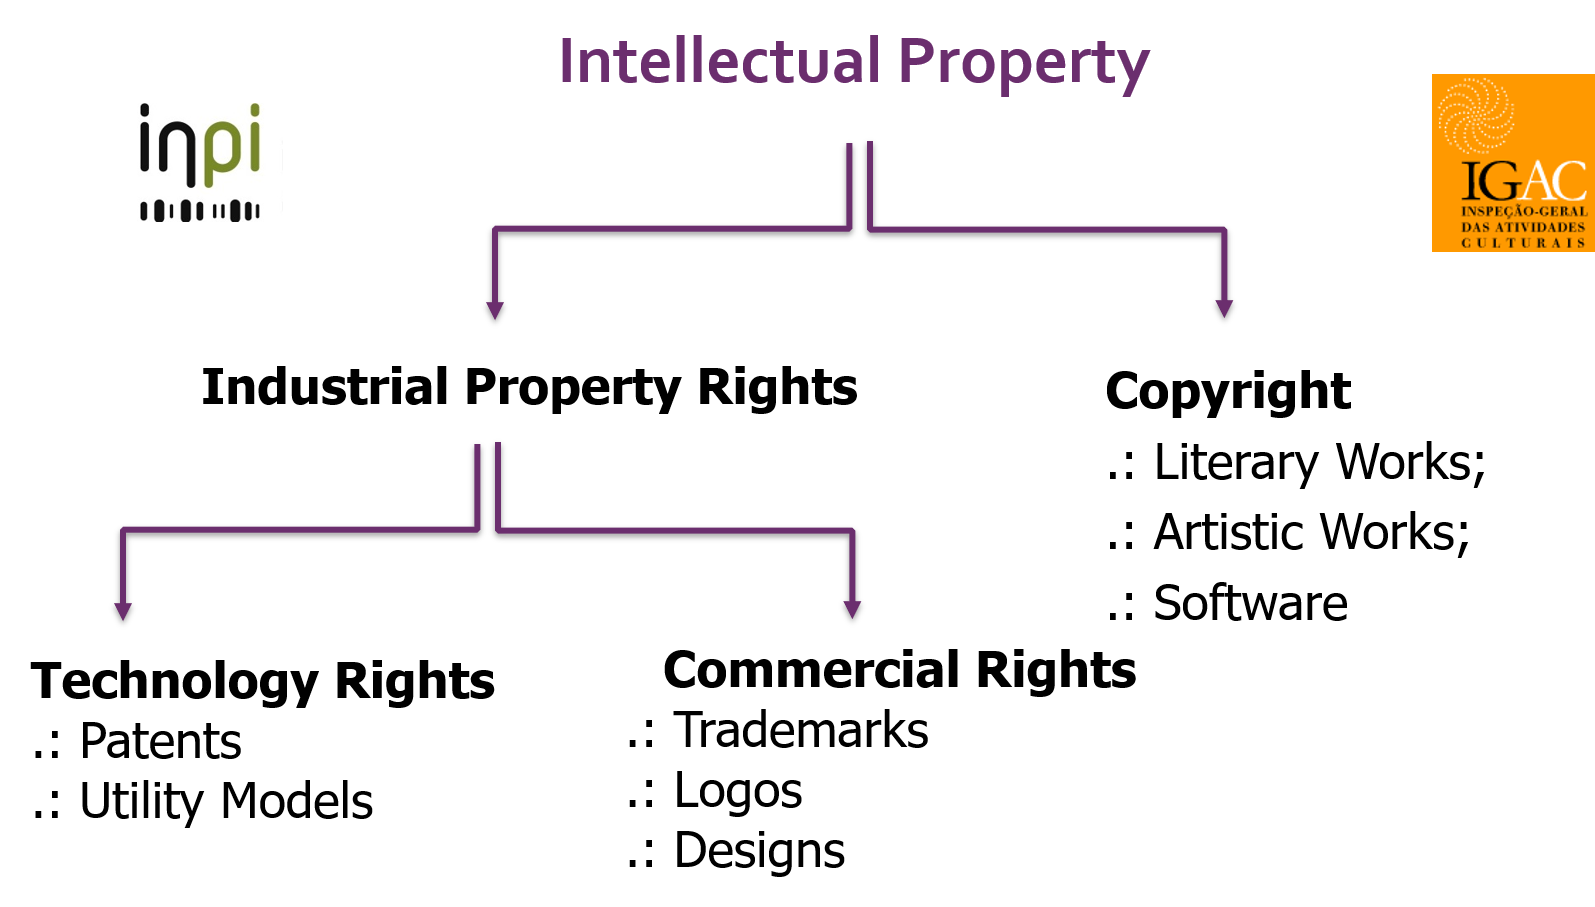 Intellectual Property
inpi
IGAC
INSPEÇÃO-GERAL
DAS ATIVIDADES
CULTURAIS
Industrial Property Rights
Copyright
.: Literary Works;
.: Artistic Works;
.: Software
Technology Rights
.: Patents
.: Utility Models
Commercial Rights
.: Trademarks
.: Logos
.: Designs